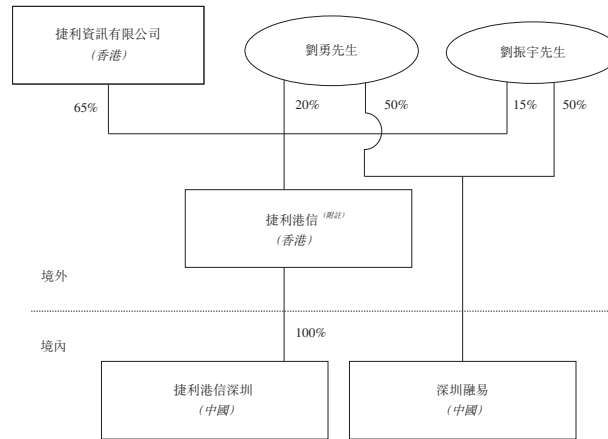 捷利資訊有限公司
（香港）
劉勇先生
劉振宇先生
65%
20%
50%
15%
50%
捷利港信（附註）
（香港）
境外
境內
100%
捷利港信深圳
（中國）
深圳融易
（中國）